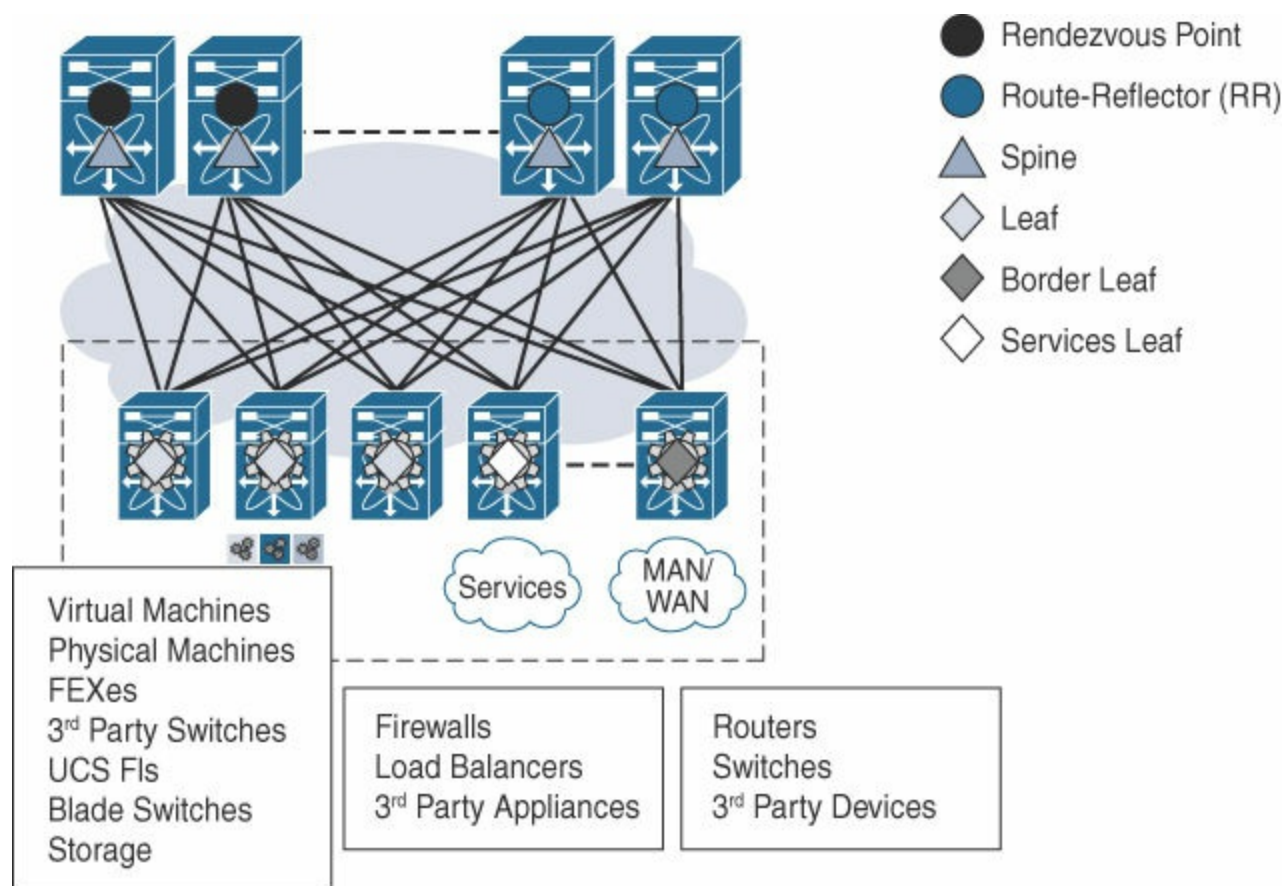 Rendezvous Point
Route-Reflector (RR)
Spine
Leaf
Border Leaf
Services Leaf
Services
MAN/
WAN
Virtual Machines
Physical Machines
FEXes
3rd Party Switches
UCS FIs
Blade Switches
Storage
Firewalls
Load Balancers
3rd Party Appliances
Routers
Switches
3rd Party Devices